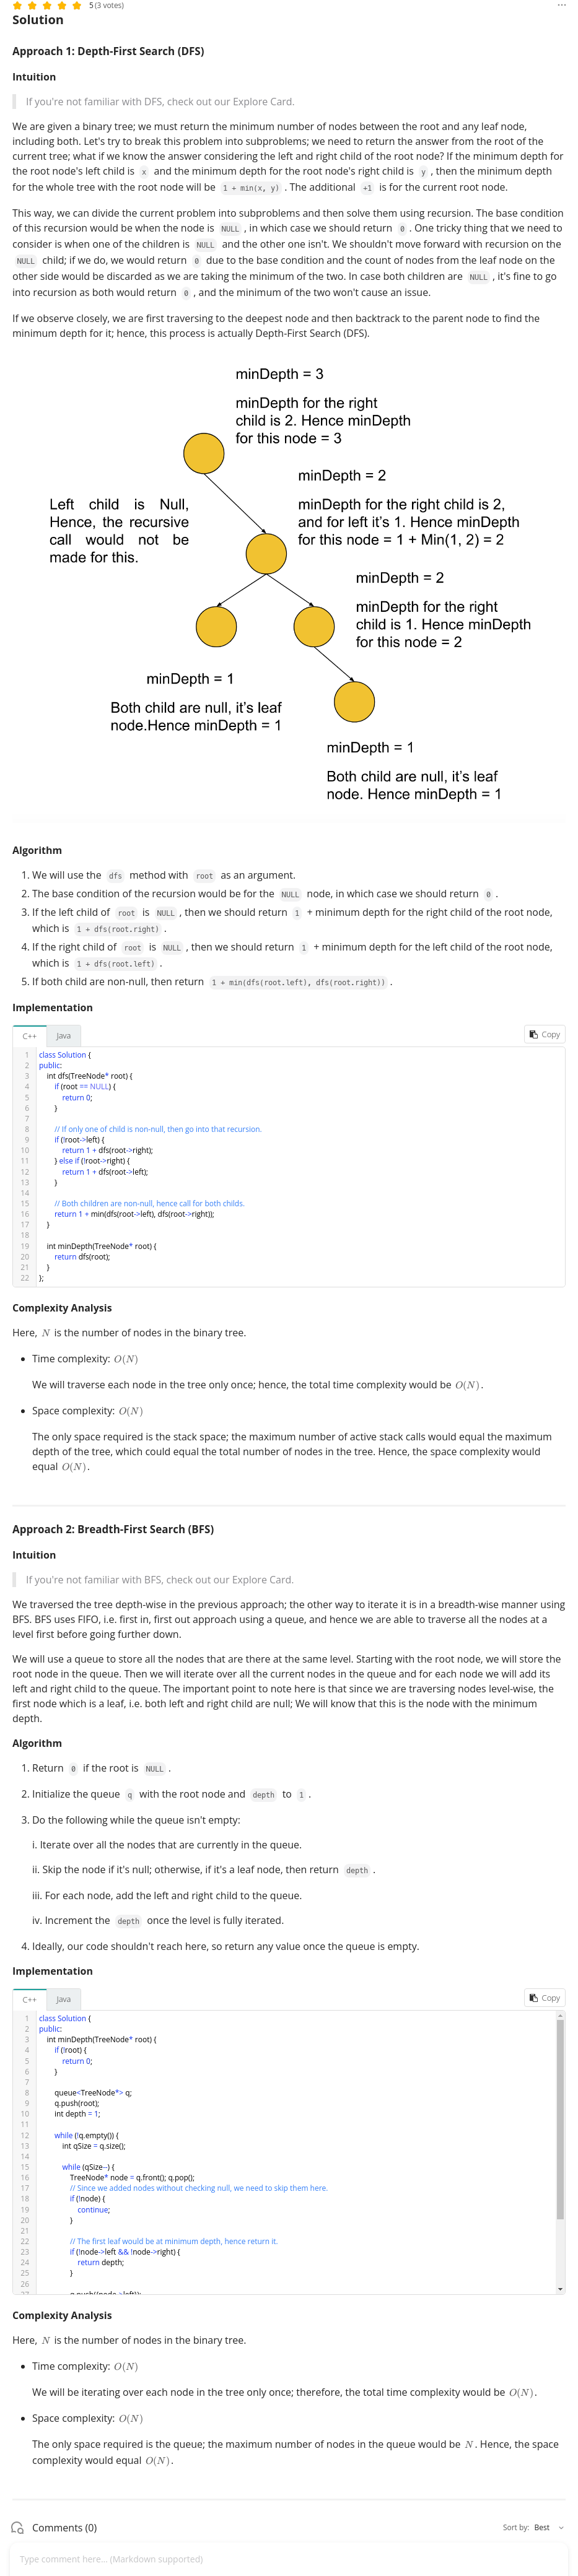 5 (3 votes)
Solution
Approach 1: Depth-First Search (DFS)
Intuition
If you're not familiar with DFS, check out our Explore Card.
We are given a binary tree; we must return the minimum number of nodes between the root and any leaf node,
including both. Let's try to break this problem into subproblems; we need to return the answer from the root of the
current tree; what if we know the answer considering the left and right child of the root node? If the minimum depth for
the root node's left child is x and the minimum depth for the root node's right child is y, then the minimum depth
for the whole tree with the root node will be 1 + min(x, y). The additional +1 is for the current root node.
This way, we can divide the current problem into subproblems and then solve them using recursion. The base condition
of this recursion would be when the node is NULL, in which case we should return 0. One tricky thing that we need to
consider is when one of the children is NULL and the other one isn't. We shouldn't move forward with recursion on the
NULL child; if we do, we would return 0 due to the base condition and the count of nodes from the leaf node on the
other side would be discarded as we are taking the minimum of the two. In case both children are NULL, it's fine to go
into recursion as both would return 0, and the minimum of the two won't cause an issue.
If we observe closely, we are first traversing to the deepest node and then backtrack to the parent node to find the
minimum depth for it; hence, this process is actually Depth-First Search (DFS).
minDepth = 3
minDepth for the right
child is 2. Hence minDepth
for this node = 3
minDepth = 2
Left child is Null,
Hence, the recursive
call would not be
made for this.
minDepth for the right child is 2,
and for left it's 1. Hence minDepth
for this node = 1 + Min(1, 2) = 2
minDepth = 2
minDepth for the right
child is 1. Hence minDepth
for this node = 2
minDepth = 1
Both child are null, it's leaf
node.Hence minDepth = 1
minDepth = 1
Both child are null, it's leaf
node. Hence minDepth = 1
Algorithm
1. We will use the dfs method with root as an argument.
2. The base condition of the recursion would be for the NULL node, in which case we should return 0.
3. If the left child of root is NULL, then we should return 1 + minimum depth for the right child of the root node,
which is 1 + dfs(root.right).
4. If the right child of root is NULL, then we should return 1 + minimum depth for the left child of the root node,
which is 1 + dfs(root.left).
5. If both child are non-null, then return 1 + min(dfs(root.left), dfs(root.right)).
Implementation
C++ Java Copy
1 class Solution {
2 public:
3 int dfs(TreeNode* root) {
4 if (root == NULL) {
5 return 0;
6 }
7
8 // If only one of child is non-null, then go into that recursion.
9 if (!root->left) {
10 return 1 + dfs(root->right);
11 } else if (!root->right) {
12 return 1 + dfs(root->left);
13 }
14
15 // Both children are non-null, hence call for both childs.
16 return 1 + min(dfs(root->left), dfs(root->right));
17 }
18
19 int minDepth(TreeNode* root) {
20 return dfs(root);
21 }
22 };
Complexity Analysis
Here, N is the number of nodes in the binary tree.
• Time complexity: O(N)
We will traverse each node in the tree only once; hence, the total time complexity would be O(N).
• Space complexity: O(N)
The only space required is the stack space; the maximum number of active stack calls would equal the maximum
depth of the tree, which could equal the total number of nodes in the tree. Hence, the space complexity would
equal O(N).
Approach 2: Breadth-First Search (BFS)
Intuition
If you're not familiar with BFS, check out our Explore Card.
We traversed the tree depth-wise in the previous approach; the other way to iterate it is in a breadth-wise manner using
BFS. BFS uses FIFO, i.e. first in, first out approach using a queue, and hence we are able to traverse all the nodes at a
level first before going further down.
We will use a queue to store all the nodes that are there at the same level. Starting with the root node, we will store the
root node in the queue. Then we will iterate over all the current nodes in the queue and for each node we will add its
left and right child to the queue. The important point to note here is that since we are traversing nodes level-wise, the
first node which is a leaf, i.e. both left and right child are null; We will know that this is the node with the minimum
depth.
Algorithm
1. Return 0 if the root is NULL.
2. Initialize the queue q with the root node and depth to 1.
3. Do the following while the queue isn't empty:
i. Iterate over all the nodes that are currently in the queue.
ii. Skip the node if it's null; otherwise, if it's a leaf node, then return depth.
iii. For each node, add the left and right child to the queue.
iv. Increment the depth once the level is fully iterated.
4. Ideally, our code shouldn't reach here, so return any value once the queue is empty.
Implementation
C++ Java Copy
1 class Solution {
2 public:
3 int minDepth(TreeNode* root) {
4 if (!root) {
5 return 0;
6 }
7
8 queue<TreeNode*> q;
9 q.push(root);
10 int depth = 1;
11
12 while (!q.empty()) {
13 int qSize = q.size();
14
15 while (qSize--) {
16 TreeNode* node = q.front(); q.pop();
17 // Since we added nodes without checking null, we need to skip them here.
18 if (!node) {
19 continue;
20 }
21
22 // The first leaf would be at minimum depth, hence return it.
23 if (!node->left && !node->right) {
24 return depth;
25 }
26
Complexity Analysis
Here, N is the number of nodes in the binary tree.
• Time complexity: O(N)
We will be iterating over each node in the tree only once; therefore, the total time complexity would be O(N).
• Space complexity: O(N)
The only space required is the queue; the maximum number of nodes in the queue would be N. Hence, the space
complexity would equal O(N).
Comments (0) Sort by: Best
Type comment here... (Markdown supported)